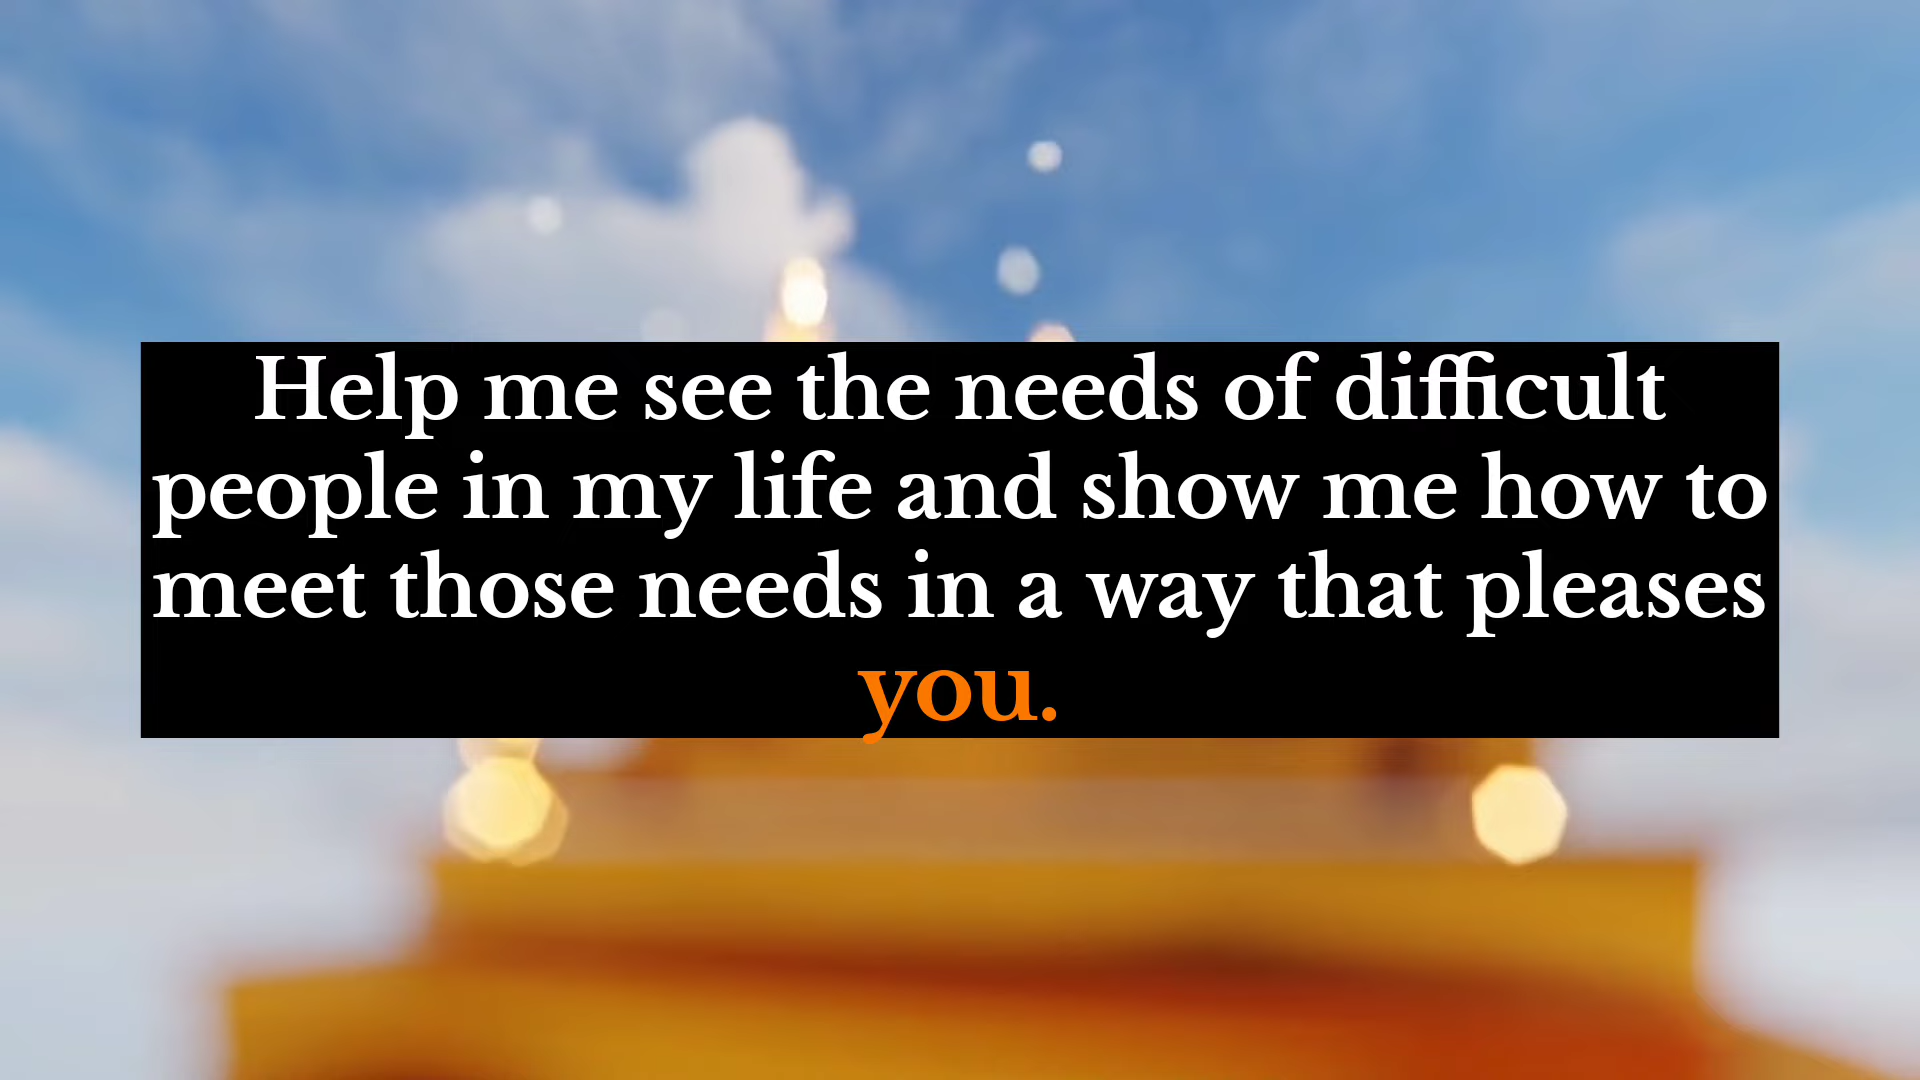 Help me see the needs of difficult
people in my life and show me how to
meet those needs in a way that pleases
you.